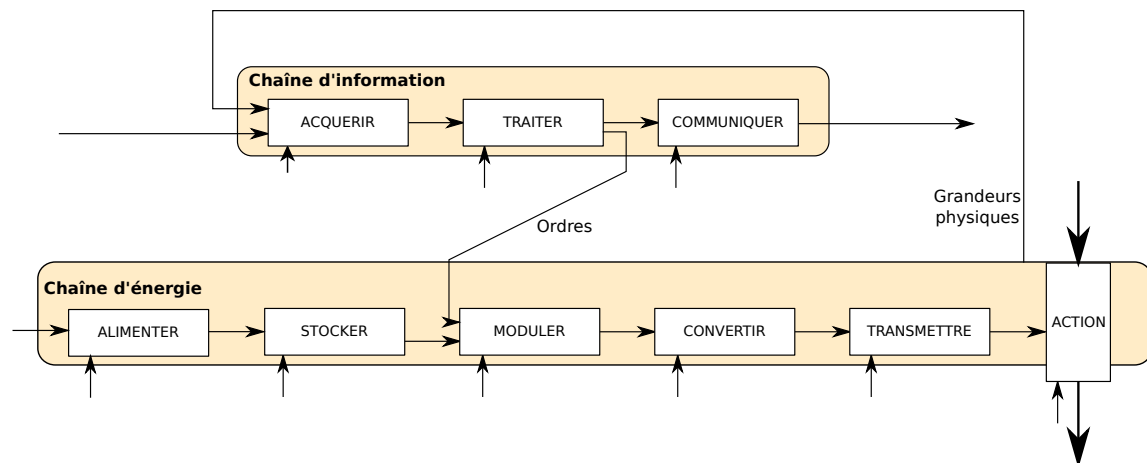 Chaîne d'information
ACQUERIR
TRAITER
COMMUNIQUER
Ordres
Grandeurs
physiques
Chaîne d'énergie
ALIMENTER
STOCKER
MODULER
CONVERTIR
TRANSMETTRE
ACTION